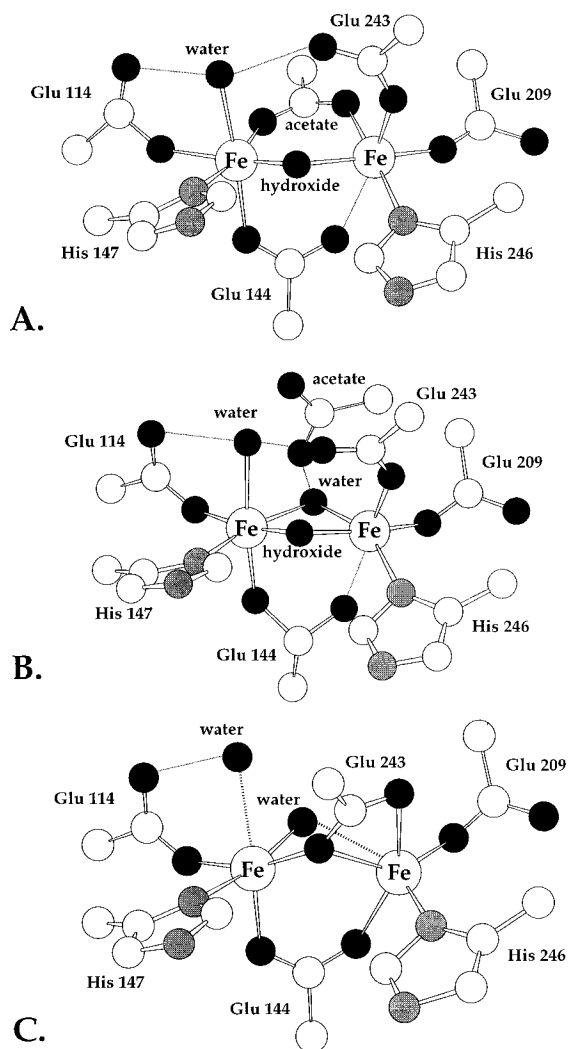 Glu 243
water
Glu 114
Glu 209
acetate
Fe
Fe
hydroxide
His 147
His 246
Glu 144
A.
acetate
Glu 243
water
Glu 114
Glu 209
water
Fe
Fe
hydroxide
His 147
His 246
Glu 144
B.
water
Glu 243
Glu 209
Glu 114
water
Fe
Fe
His 147
His 246
Glu 144
C.